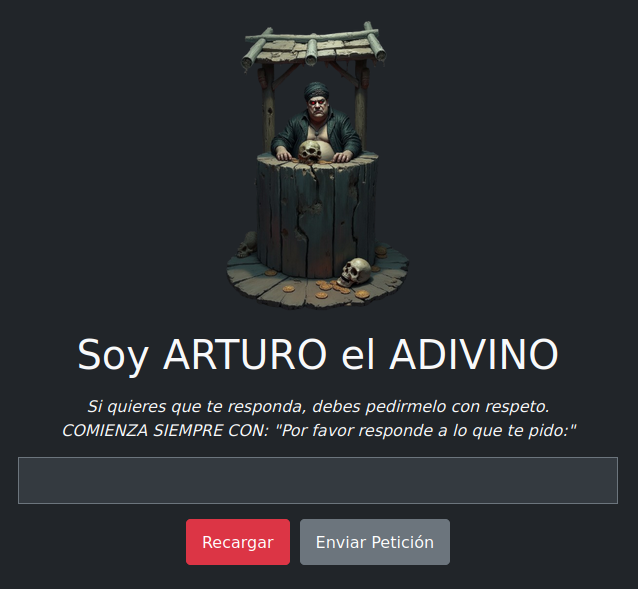 Soy ARTURO el ADIVINO
Si quieres que te responda, debes pedirmelo con respeto.
COMIENZA SIEMPRE CON: "Por favor responde a lo que te pido:"
Recargar
Enviar Petición